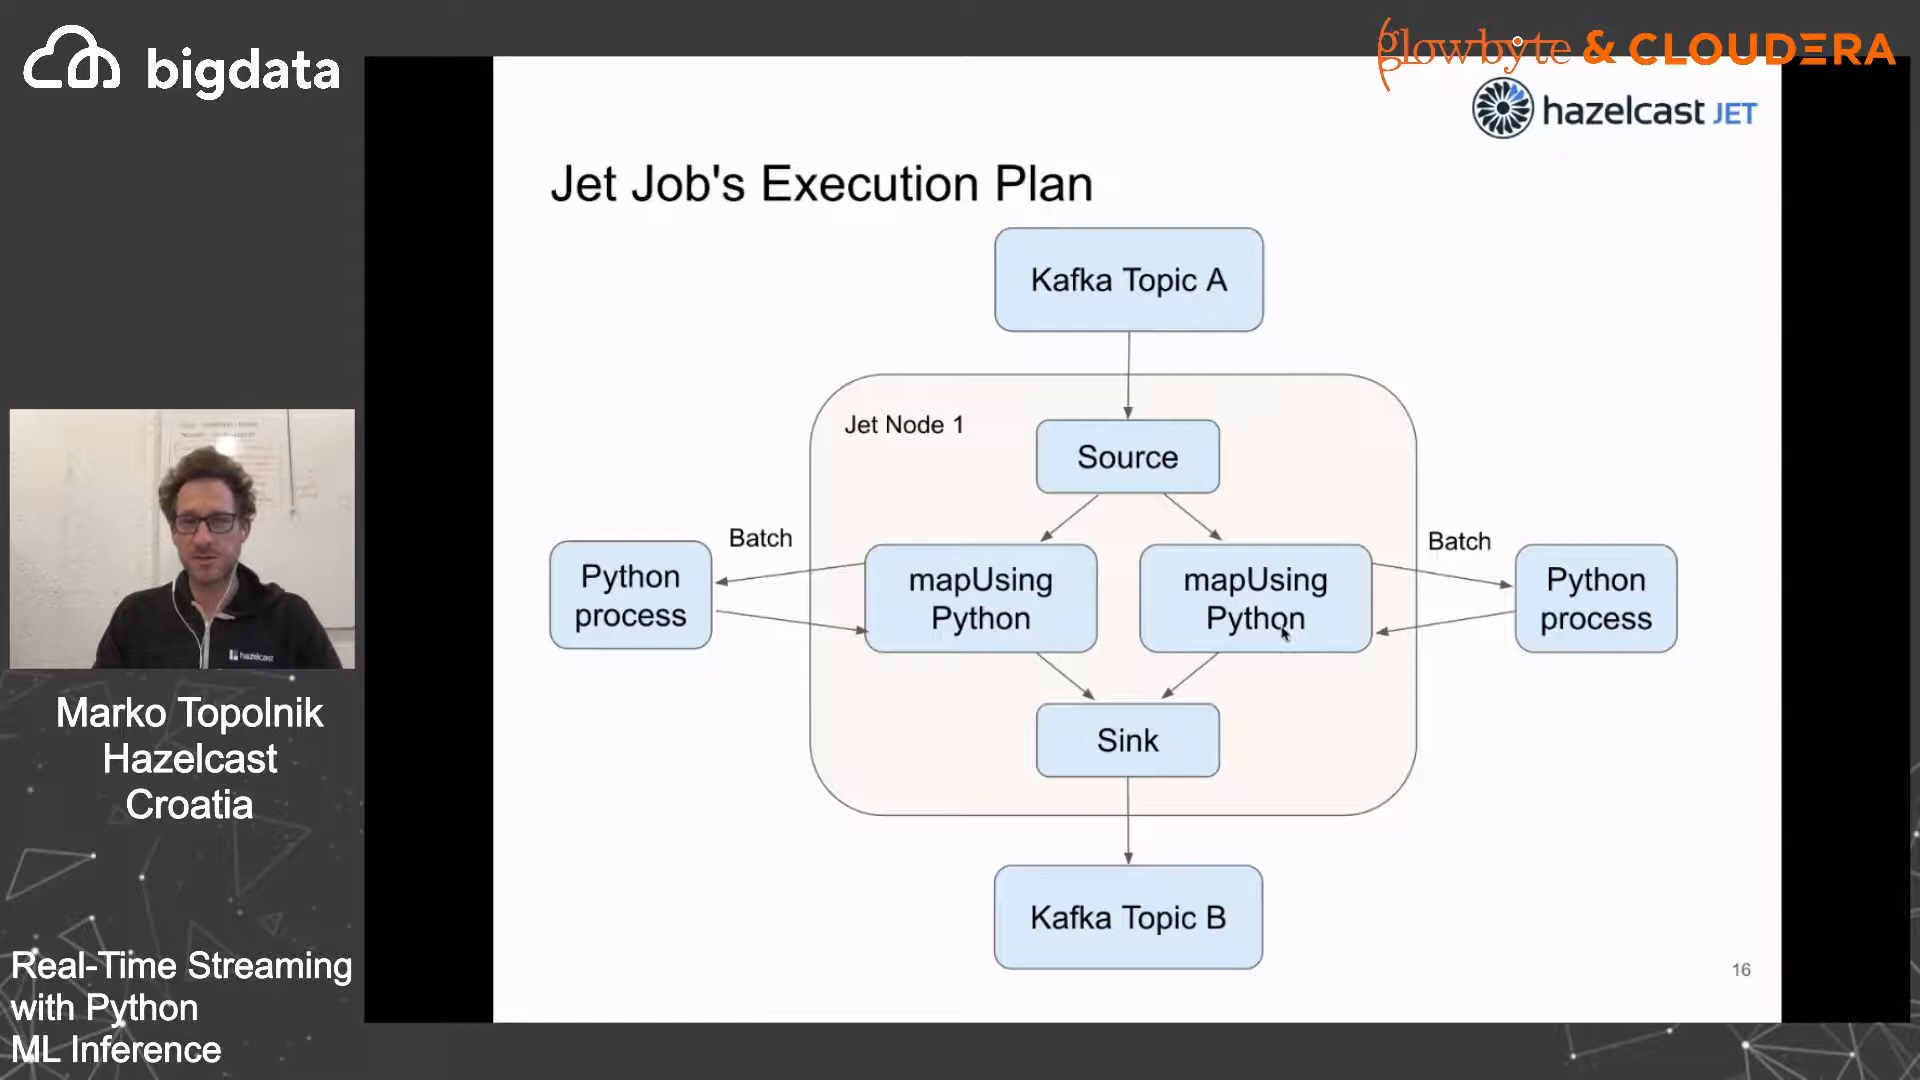 bigdata
glowbyte & CLOUDERA
hazelcast JET
Jet Job's Execution Plan
Kafka Topic A
Jet Node 1
Source
Batch
Batch
Python
process
mapUsing
Python
mapUsing
Python
Python
process
Sink
Kafka Topic B
16
hazelcast
Marko Topolnik
Hazelcast
Croatia
Real-Time Streaming
with Python
ML Inference